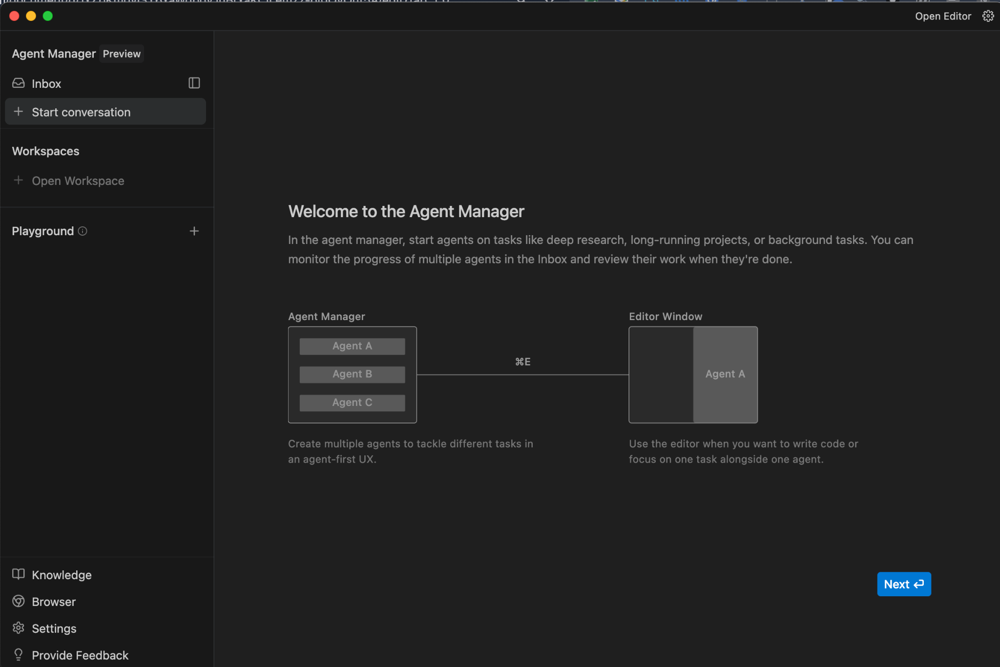 Open Editor
Agent Manager Preview
Inbox
Start conversation
Workspaces
Open Workspace
Playground
Welcome to the Agent Manager
In the agent manager, start agents on tasks like deep research, long-running projects, or background tasks. You can
monitor the progress of multiple agents in the Inbox and review their work when they're done.
Agent Manager
Editor Window
Agent A
Agent B
Agent C
⌘E
Agent A
Create multiple agents to tackle different tasks in
an agent-first UX.
Use the editor when you want to write code or
focus on one task alongside one agent.
Next
Knowledge
Browser
Settings
Provide Feedback